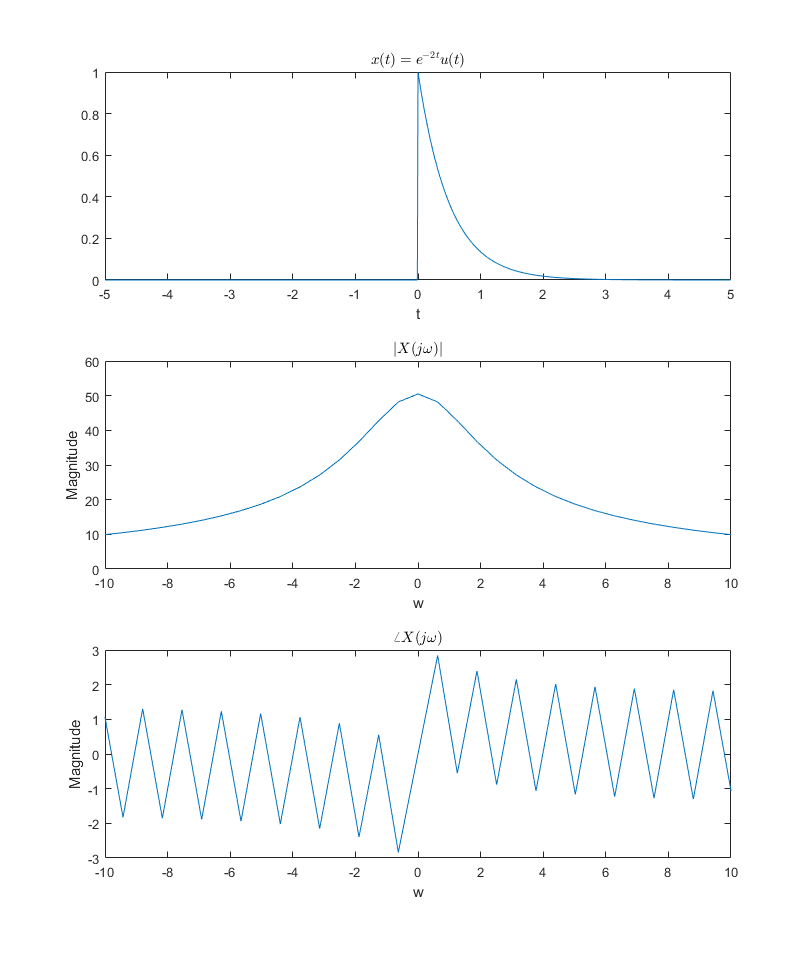 x(t) = e^{-2t}u(t)
1
0.8
0.6
0.4
0.2
0
-5 -4 -3 -2 -1 0 1 2 3 4 5
t
|X(jω)|
60
50
40
30
20
10
0
Magnitude
-10 -8 -6 -4 -2 0 2 4 6 8 10
w
∠X(jω)
3
2
1
0
-1
-2
-3
Magnitude
-10 -8 -6 -4 -2 0 2 4 6 8 10
w